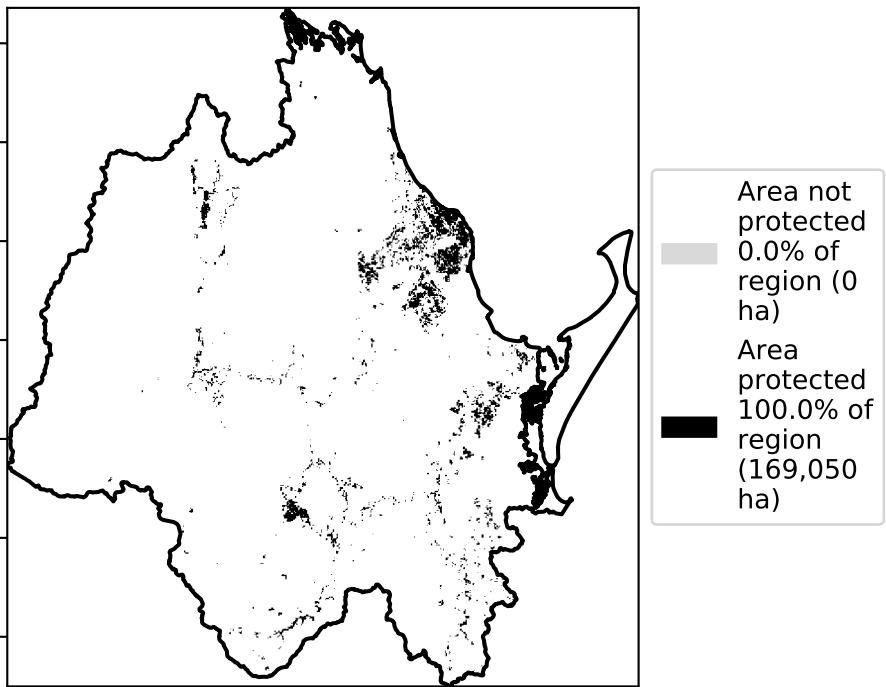 Area not
protected
0.0% of
region (0
ha)
Area
protected
100.0% of
region
(169,050
ha)